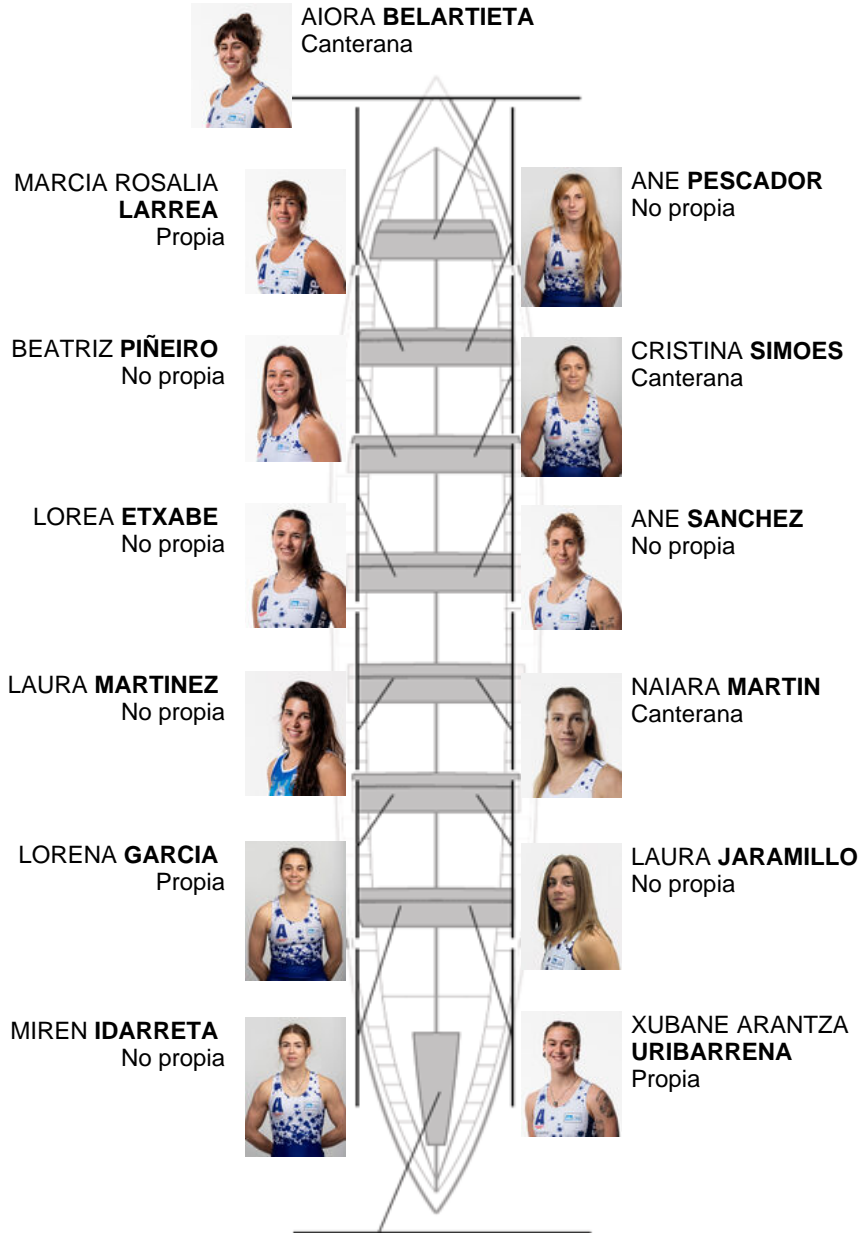 AIORA BELARTIETA
Canterana
MARCIA ROSALIA
LARREA
Propia
ANE PESCADOR
No propia
BEATRIZ PIÑEIRO
No propia
CRISTINA SIMOES
Canterana
LOREA ETXABE
No propia
ANE SANCHEZ
No propia
LAURA MARTINEZ
No propia
NAIARA MARTIN
Canterana
LORENA GARCIA
Propia
LAURA JARAMILLO
No propia
MIREN IDARRETA
No propia
XUBANE ARANTZA
URIBARRENA
Propia